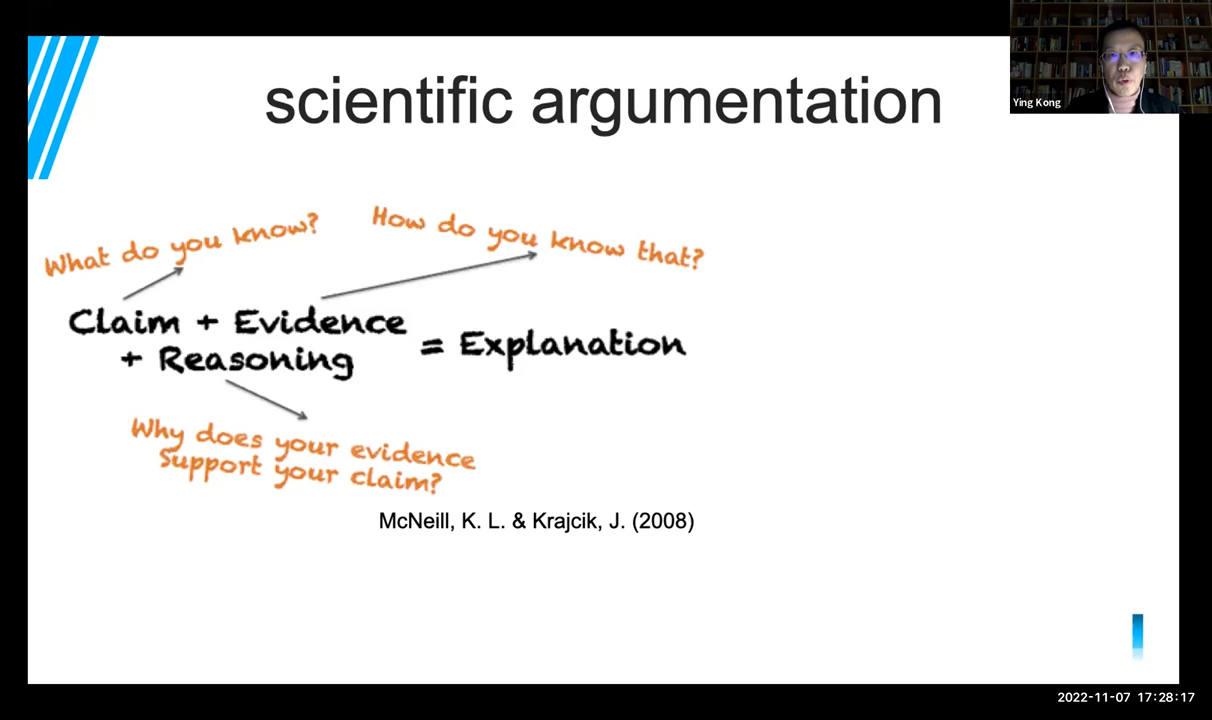 scientific argumentation
Ying Kong
What do you know?
How do you know that?
Claim + Evidence
+ Reasoning
= Explanation
Why does your evidence
Support your claim?
McNeill, K. L. & Krajcik, J. (2008)
2022-11-07 17:28:17